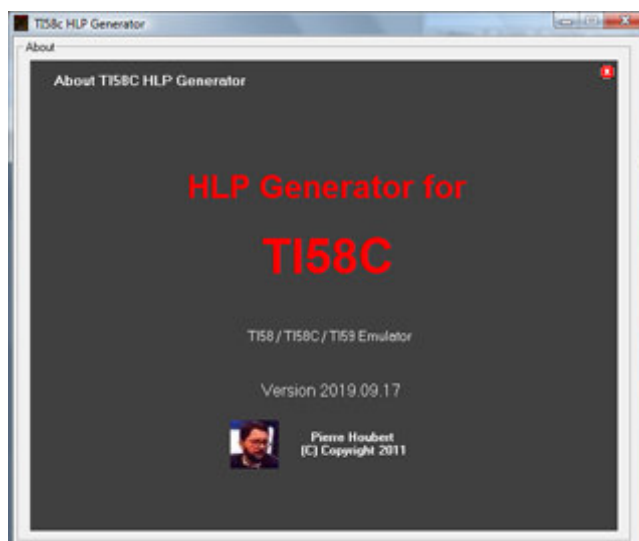 TI58c HLP Generator
About
About TI58C HLP Generator
HLP Generator for
TI58C
TI58 / TI58C / TI59 Emulator
Version 2019.09.17
Pierre Houbert
(C) Copyright 2011